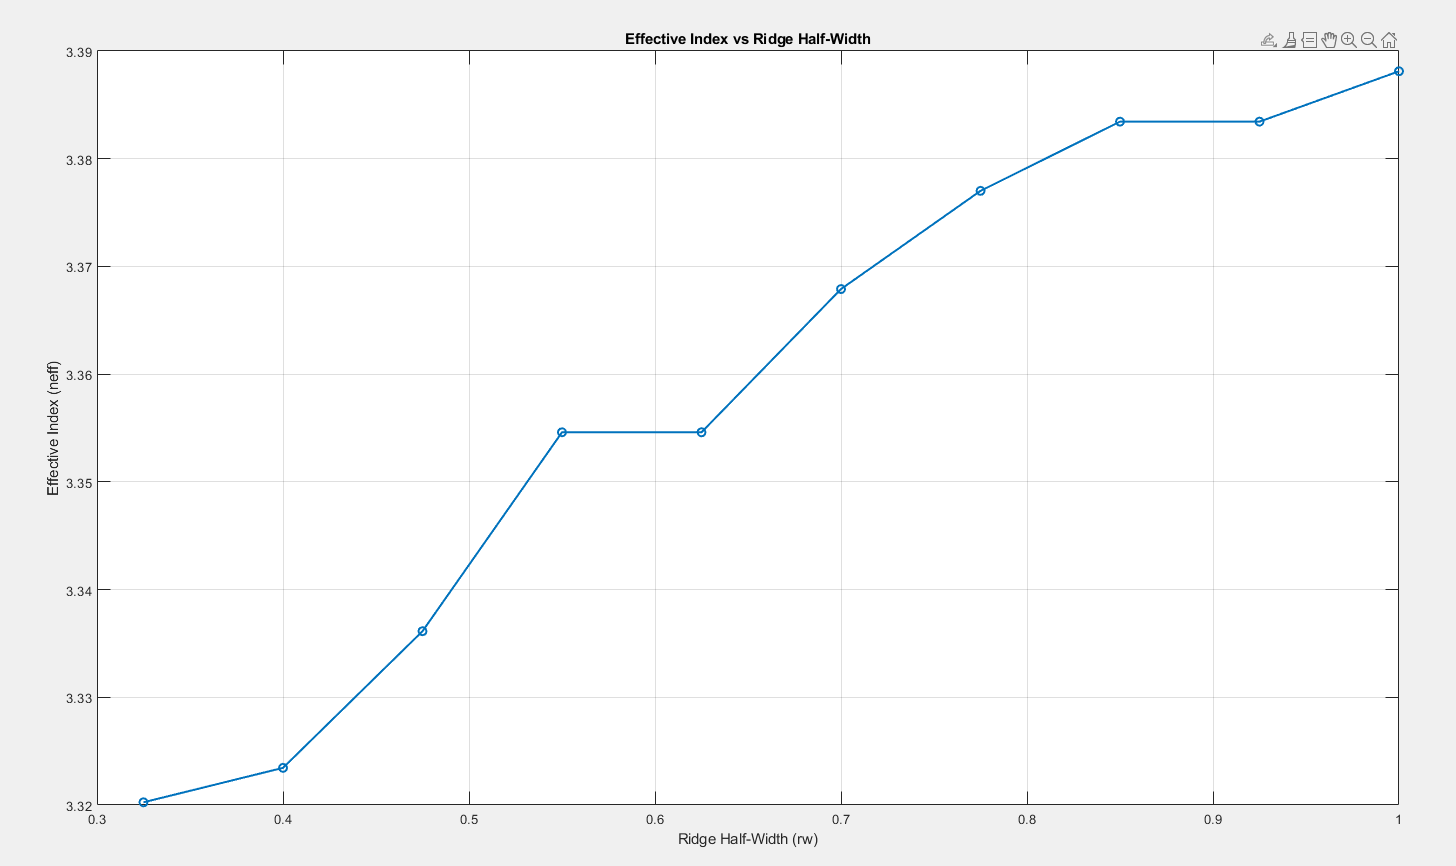 Effective Index vs Ridge Half-Width
3.39
3.38
3.37
3.36
3.35
3.34
3.33
3.32
Effective Index (neff)
0.3 0.4 0.5 0.6 0.7 0.8 0.9 1
Ridge Half-Width (rw)